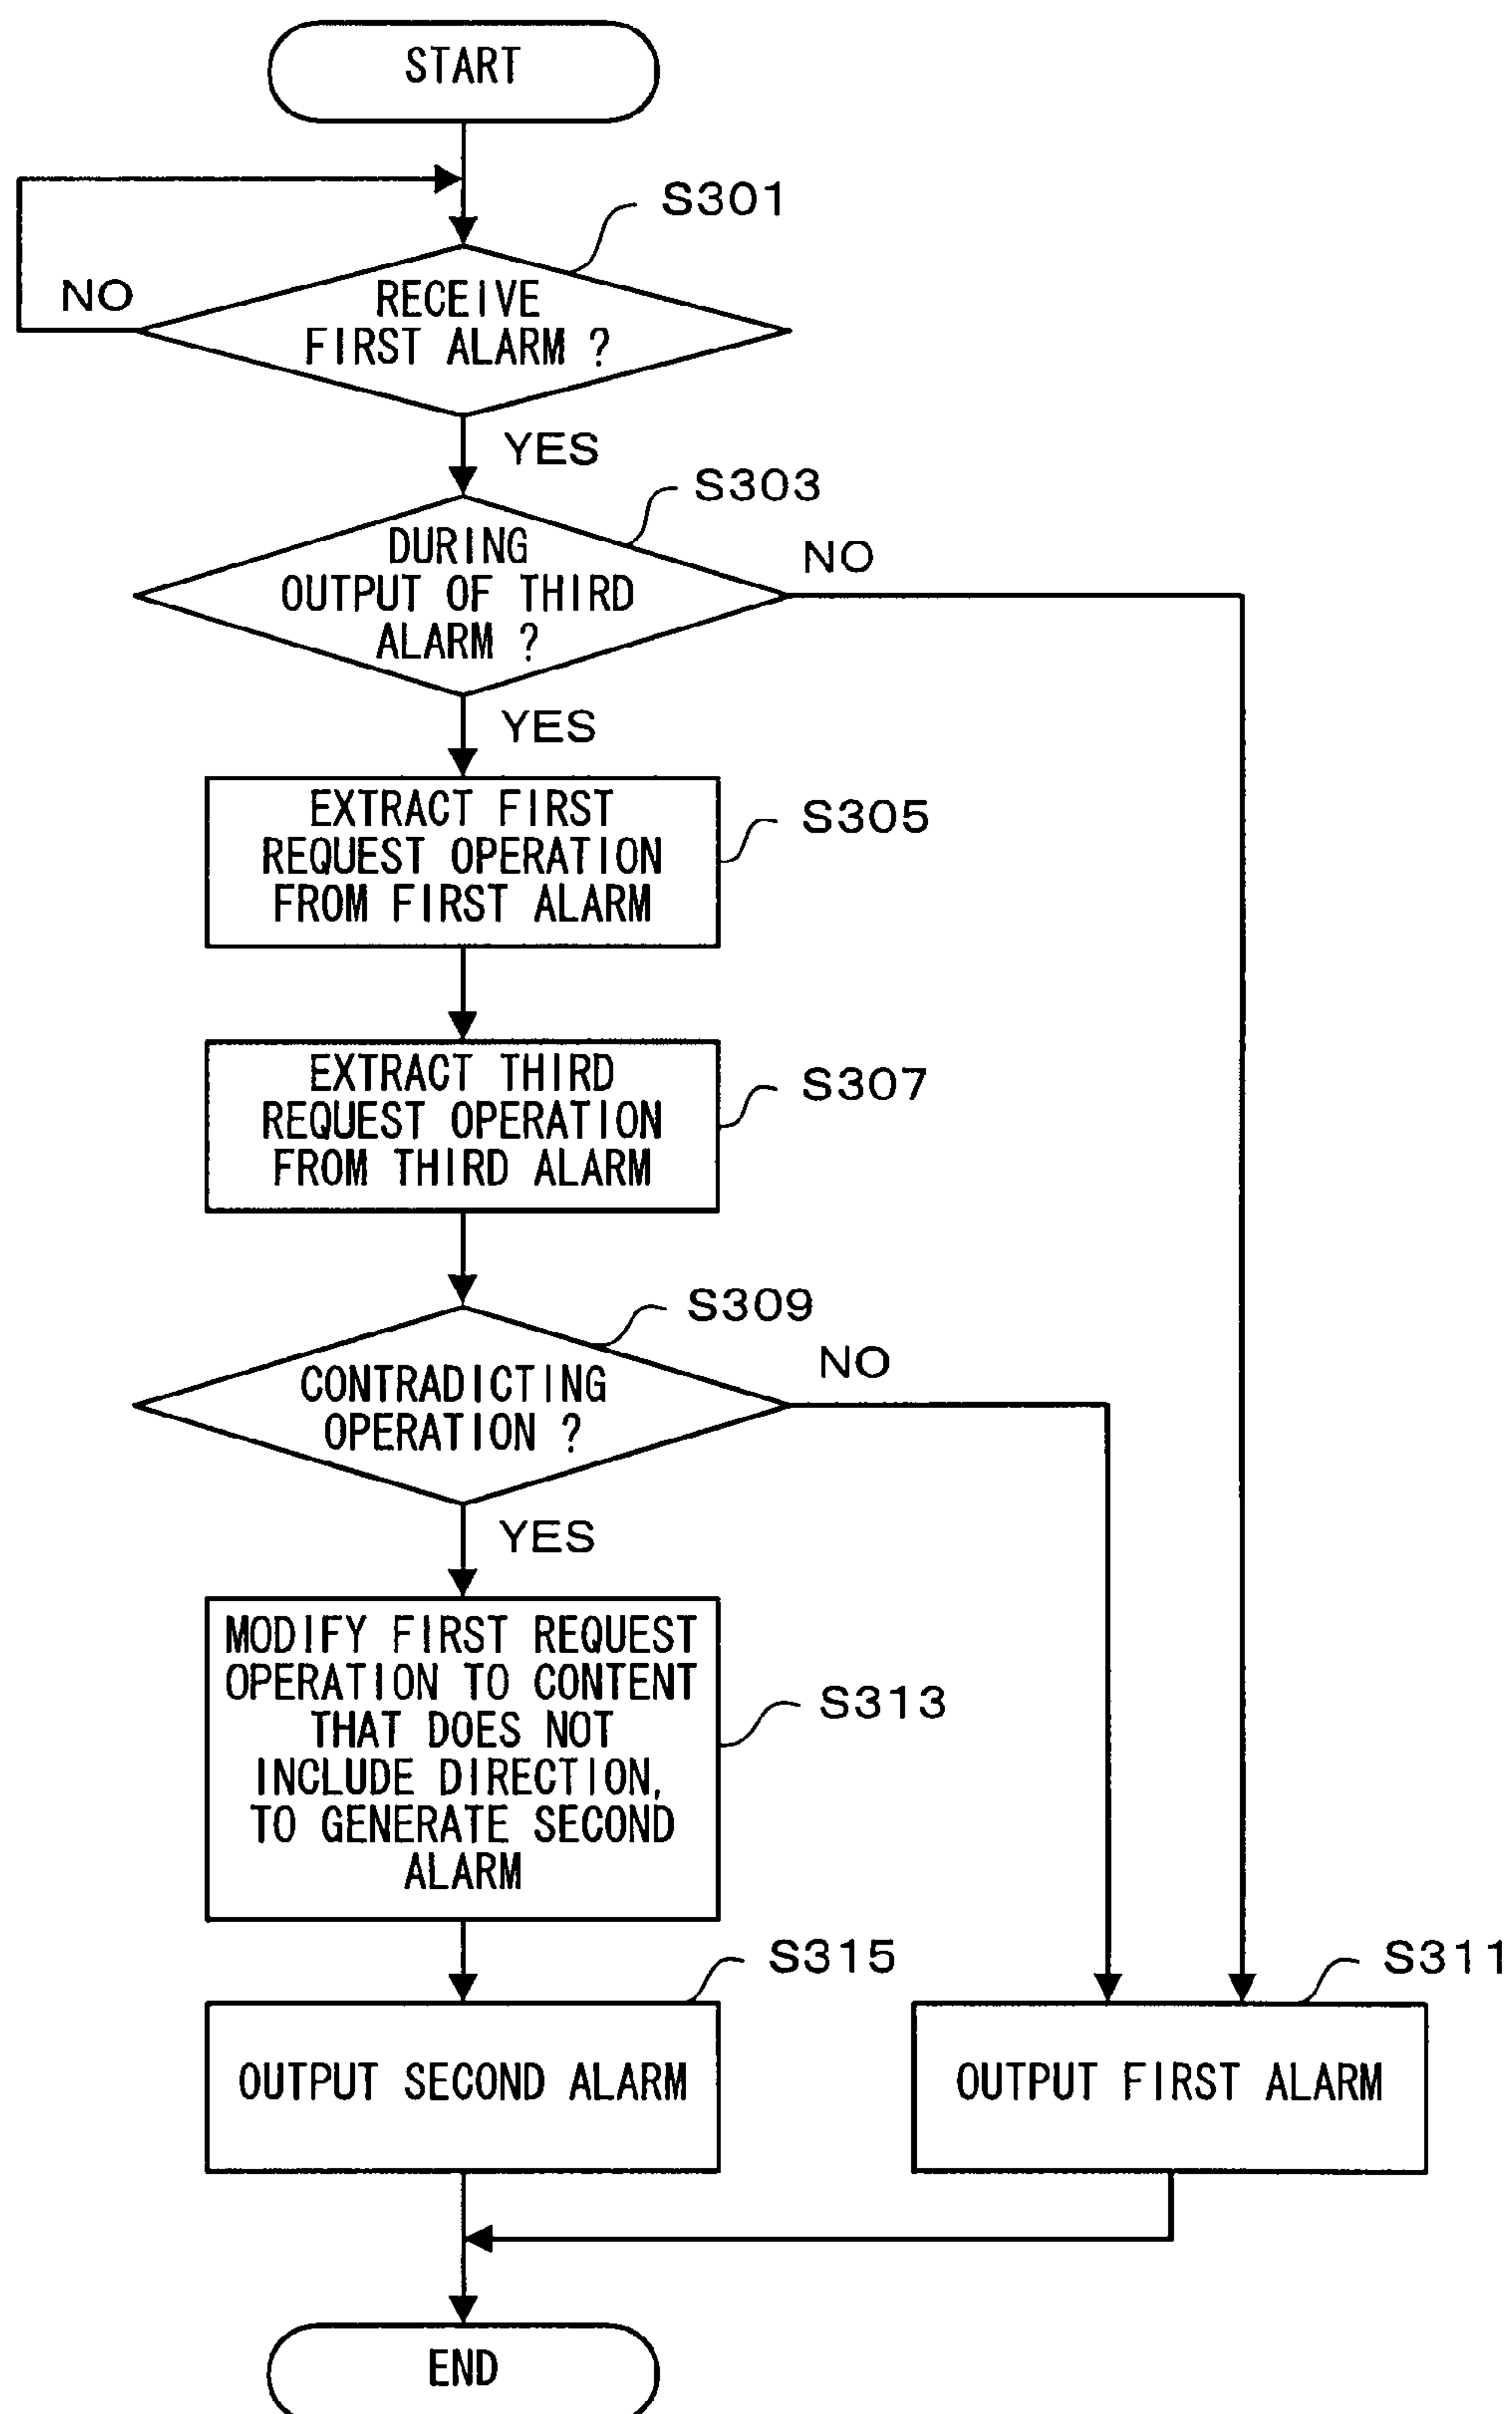 START
S301
NO
RECEIVE
FIRST ALARM ?
YES
S303
DURING
OUTPUT OF THIRD
ALARM ?
NO
YES
EXTRACT FIRST
REQUEST OPERATION
FROM FIRST ALARM
S305
EXTRACT THIRD
REQUEST OPERATION
FROM THIRD ALARM
S307
S309
CONTRADICTING
OPERATION ?
NO
YES
MODIFY FIRST REQUEST
OPERATION TO CONTENT
THAT DOES NOT
INCLUDE DIRECTION,
TO GENERATE SECOND
ALARM
S313
S315
OUTPUT SECOND ALARM
S311
OUTPUT FIRST ALARM
END